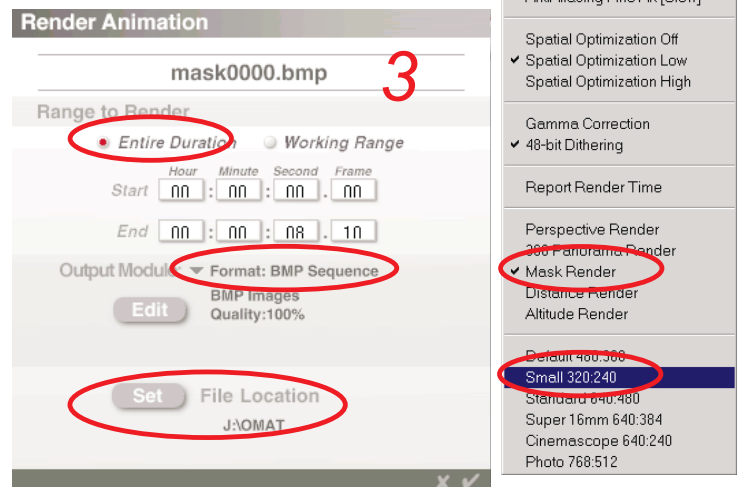 Render Animation
mask0000.bmp
3
Range to Render
Entire Duration Working Range
Hour Minute Second Frame
Start 00 : 00 : 00 . 00
End 00 : 00 : 08 . 10
Output Module: Format: BMP Sequence
Edit BMP Images
Quality:100%
Set File Location
J:\OMAT
Spatial Optimization Off
Spatial Optimization Low
Spatial Optimization High
Gamma Correction
48-bit Dithering
Report Render Time
Perspective Render
360 Panorama Render
Mask Render
Distance Render
Altitude Render
Default 480:300
Small 320:240
Standard 640:480
Super 16mm 640:384
Cinemascope 640:240
Photo 768:512